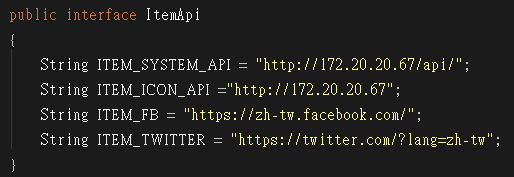 public interface ItemApi
{
String ITEM_SYSTEM_API = "http://172.20.20.67/api/";
String ITEM_ICON_API ="http://172.20.20.67";
String ITEM_FB = "https://zh-tw.facebook.com/";
String ITEM_TWITTER = "https://twitter.com/?lang=zh-tw";
}